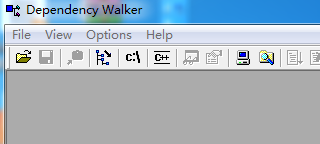 Dependency Walker
File View Options Help
c:\ C++